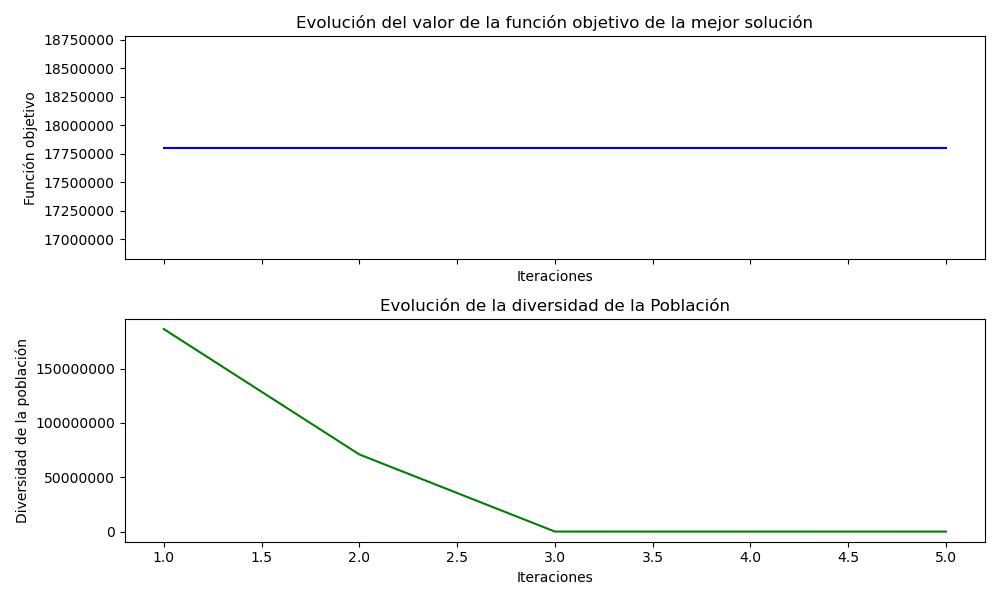 Evolución del valor de la función objetivo de la mejor solución
Función objetivo
18750000
18500000
18250000
18000000
17750000
17500000
17250000
17000000
Iteraciones
Evolución de la diversidad de la Población
Diversidad de la población
150000000
100000000
50000000
0
1.0 1.5 2.0 2.5 3.0 3.5 4.0 4.5 5.0
Iteraciones